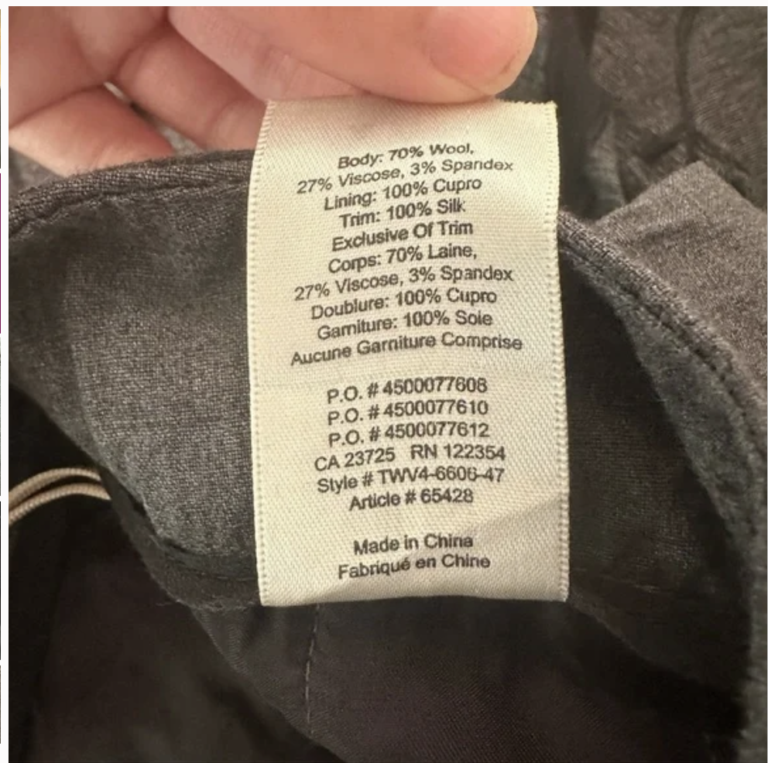 Body: 70% Wool,
27% Viscose, 3% Spandex
Lining: 100% Cupro
Trim: 100% Silk
Exclusive Of Trim
Corps: 70% Laine,
27% Viscose, 3% Spandex
Doublure: 100% Cupro
Garniture: 100% Soie
Aucune Garniture Comprise
P.O. # 4500077608
P.O. # 4500077610
P.O. # 4500077612
CA 23725 RN 122354
Style # TWV4-6606-47
Article # 65428
Made in China
Fabriqué en Chine